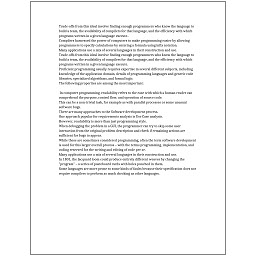 Trade-offs from this ideal involve finding enough programmers who know the language to
build a team, the availability of compilers for that language, and the efficiency with which
programs written in a given language execute.
Compilers harnessed the power of computers to make programming easier by allowing
programmers to specify calculations by entering a formula using infix notation.
Many applications use a mix of several languages in their construction and use.
Trade-offs from this ideal involve finding enough programmers who know the language to
build a team, the availability of compilers for that language, and the efficiency with which
programs written in a given language execute.
Proficient programming usually requires expertise in several different subjects, including
knowledge of the application domain, details of programming languages and generic code
libraries, specialized algorithms, and formal logic.
The following properties are among the most important:
In computer programming, readability refers to the ease with which a human reader can
comprehend the purpose, control flow, and operation of source code.
This can be a non-trivial task, for example as with parallel processes or some unusual
software bugs.
There are many approaches to the Software development process.
One approach popular for requirements analysis is Use Case analysis.
However, readability is more than just programming style.
When debugging the problem in a GUI, the programmer can try to skip some user
interaction from the original problem description and check if remaining actions are
sufficient for bugs to appear.
While these are sometimes considered programming, often the term software development
is used for this larger overall process – with the terms programming, implementation, and
coding reserved for the writing and editing of code per se.
Many applications use a mix of several languages in their construction and use.
In 1801, the Jacquard loom could produce entirely different weaves by changing the
"program" – a series of pasteboard cards with holes punched in them.
Some languages are more prone to some kinds of faults because their specification does not
require compilers to perform as much checking as other languages.